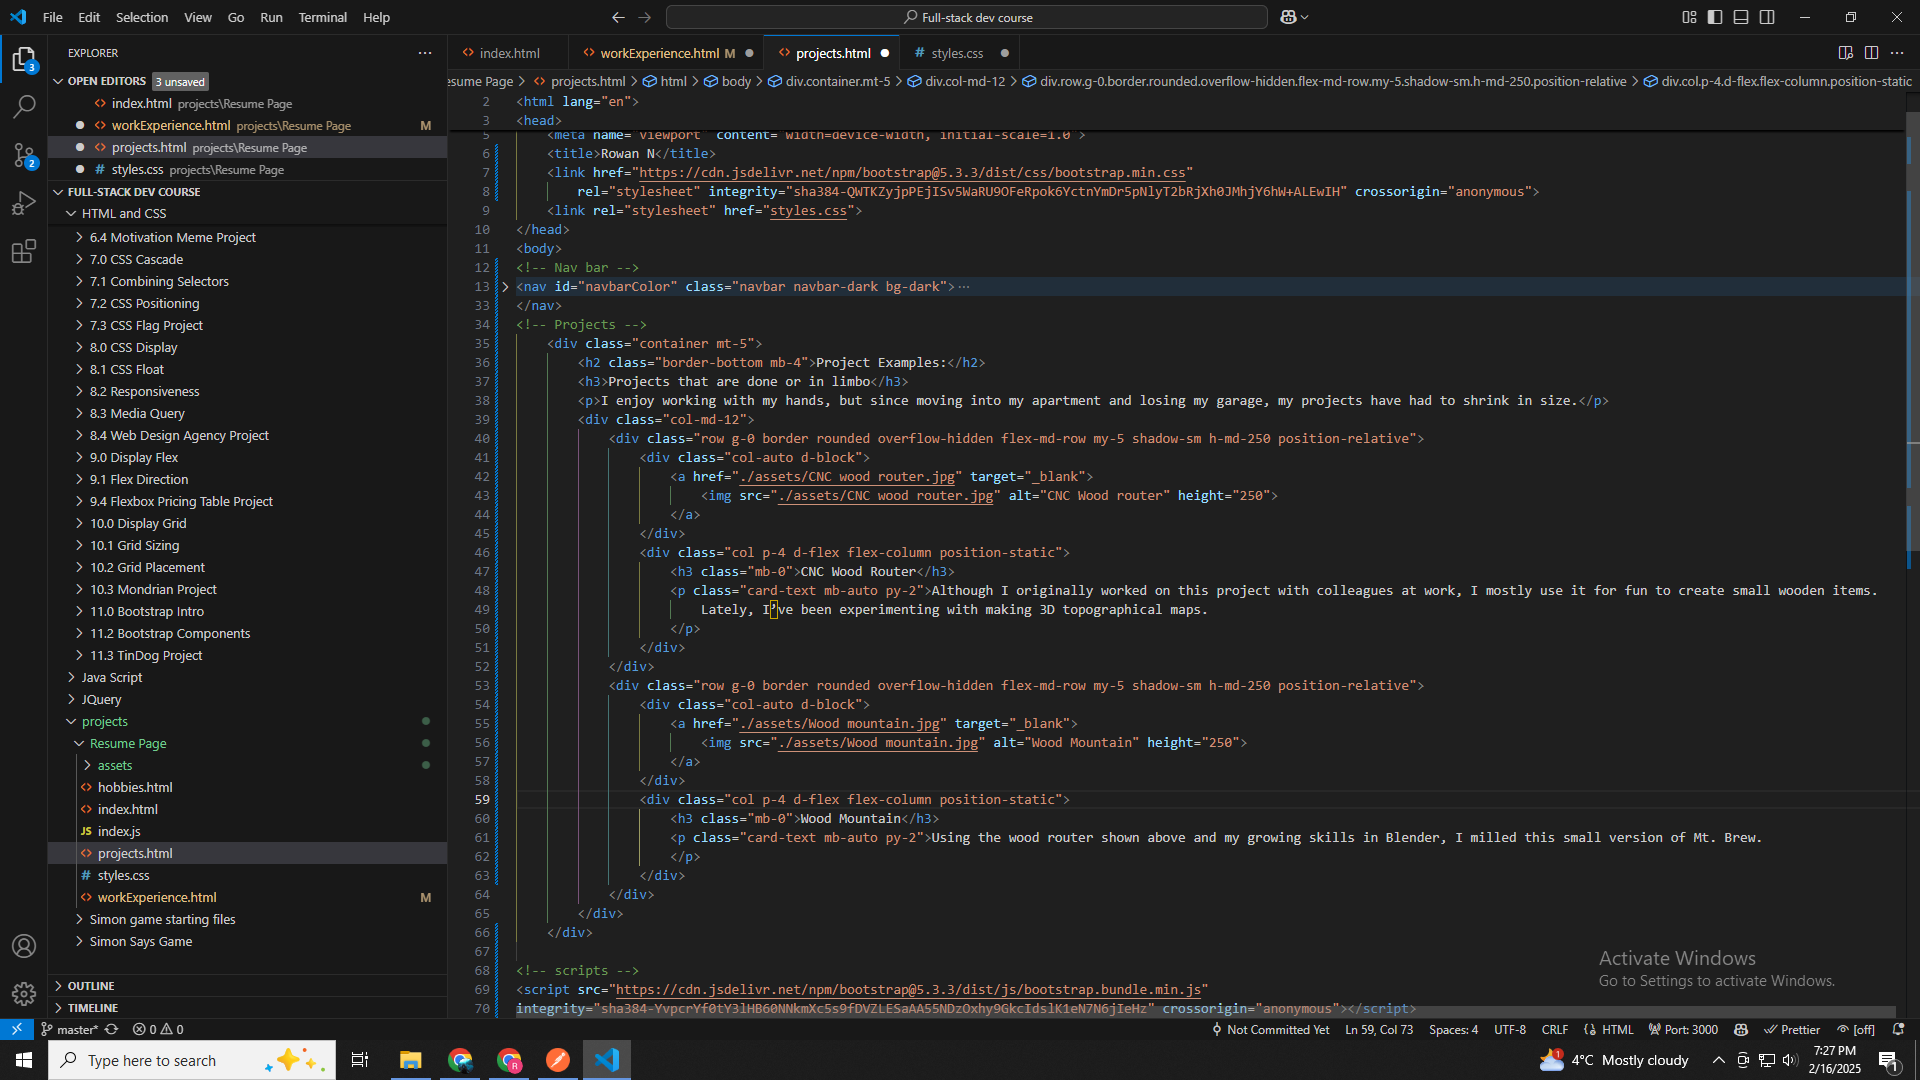 File Edit Selection View Go Run Terminal Help
Full-stack dev course
EXPLORER
OPEN EDITORS 3 unsaved
index.html projects\Resume Page
workExperience.html projects\Resume Page M
projects.html projects\Resume Page
styles.css projects\Resume Page
FULL-STACK DEV COURSE
HTML and CSS
6.4 Motivation Meme Project
7.0 CSS Cascade
7.1 Combining Selectors
7.2 CSS Positioning
7.3 CSS Flag Project
8.0 CSS Display
8.1 CSS Float
8.2 Responsiveness
8.3 Media Query
8.4 Web Design Agency Project
9.0 Display Flex
9.1 Flex Direction
9.4 Flexbox Pricing Table Project
10.0 Display Grid
10.1 Grid Sizing
10.2 Grid Placement
10.3 Mondrian Project
11.0 Bootstrap Intro
11.2 Bootstrap Components
11.3 TinDog Project
Java Script
JQuery
projects
Resume Page
assets
hobbies.html
index.html
JS index.js
projects.html
# styles.css
workExperience.html M
Simon game starting files
Simon Says Game
OUTLINE
TIMELINE
3
2
index.html
workExperience.html M
projects.html
# styles.css
esume Page > projects.html > html > body > div.container.mt-5 > div.col-md-12 > div.row.g-0.border.rounded.overflow-hidden.flex-md-row.my-5.shadow-sm.h-md-250.position-relative > div.col.p-4.d-flex.flex-column.position-static
2 <html lang="en">
3 <head>
5 <meta name="viewport" content="width=device-width, initial-scale=1.0">
6 <title>Rowan N</title>
7 <link href="https://cdn.jsdelivr.net/npm/bootstrap@5.3.3/dist/css/bootstrap.min.css"
8 rel="stylesheet" integrity="sha384-QWTKZyjpPEjISv5WaRU9OFeRpok6YctnYmDr5pNlyT2bRjXh0JMhjY6hW+ALEwIH" crossorigin="anonymous">
9 <link rel="stylesheet" href="styles.css">
10 </head>
11 <body>
12 <!-- Nav bar -->
13 <nav id="navbarColor" class="navbar navbar-dark bg-dark">···
33 </nav>
34 <!-- Projects -->
35 <div class="container mt-5">
36 <h2 class="border-bottom mb-4">Project Examples:</h2>
37 <h3>Projects that are done or in limbo</h3>
38 <p>I enjoy working with my hands, but since moving into my apartment and losing my garage, my projects have had to shrink in size.</p>
39 <div class="col-md-12">
40 <div class="row g-0 border rounded overflow-hidden flex-md-row my-5 shadow-sm h-md-250 position-relative">
41 <div class="col-auto d-block">
42 <a href="./assets/CNC wood router.jpg" target="_blank">
43 <img src="./assets/CNC wood router.jpg" alt="CNC Wood router" height="250">
44 </a>
45 </div>
46 <div class="col p-4 d-flex flex-column position-static">
47 <h3 class="mb-0">CNC Wood Router</h3>
48 <p class="card-text mb-auto py-2">Although I originally worked on this project with colleagues at work, I mostly use it for fun to create small wooden items.
49 Lately, I’ve been experimenting with making 3D topographical maps.
50 </p>
51 </div>
52 </div>
53 <div class="row g-0 border rounded overflow-hidden flex-md-row my-5 shadow-sm h-md-250 position-relative">
54 <div class="col-auto d-block">
55 <a href="./assets/Wood mountain.jpg" target="_blank">
56 <img src="./assets/Wood mountain.jpg" alt="Wood Mountain" height="250">
57 </a>
58 </div>
59 <div class="col p-4 d-flex flex-column position-static">
60 <h3 class="mb-0">Wood Mountain</h3>
61 <p class="card-text mb-auto py-2">Using the wood router shown above and my growing skills in Blender, I milled this small version of Mt. Brew.
62 </p>
63 </div>
64 </div>
65 </div>
66 </div>
67
68 <!-- scripts -->
69 <script src="https://cdn.jsdelivr.net/npm/bootstrap@5.3.3/dist/js/bootstrap.bundle.min.js"
70 integrity="sha384-YvpcrYf0tY3lHB60NNkmXc5s9fDVZLESaAA55NDzOxhy9GkcIdslK1eN7N6jIeHz" crossorigin="anonymous"></script>
Activate Windows
Go to Settings to activate Windows.
master* 0 0 Not Committed Yet Ln 59, Col 73 Spaces: 4 UTF-8 CRLF HTML Port: 3000 Prettier [off]
Type here to search
R
1 4°C Mostly cloudy
7:27 PM
2/16/2025
1